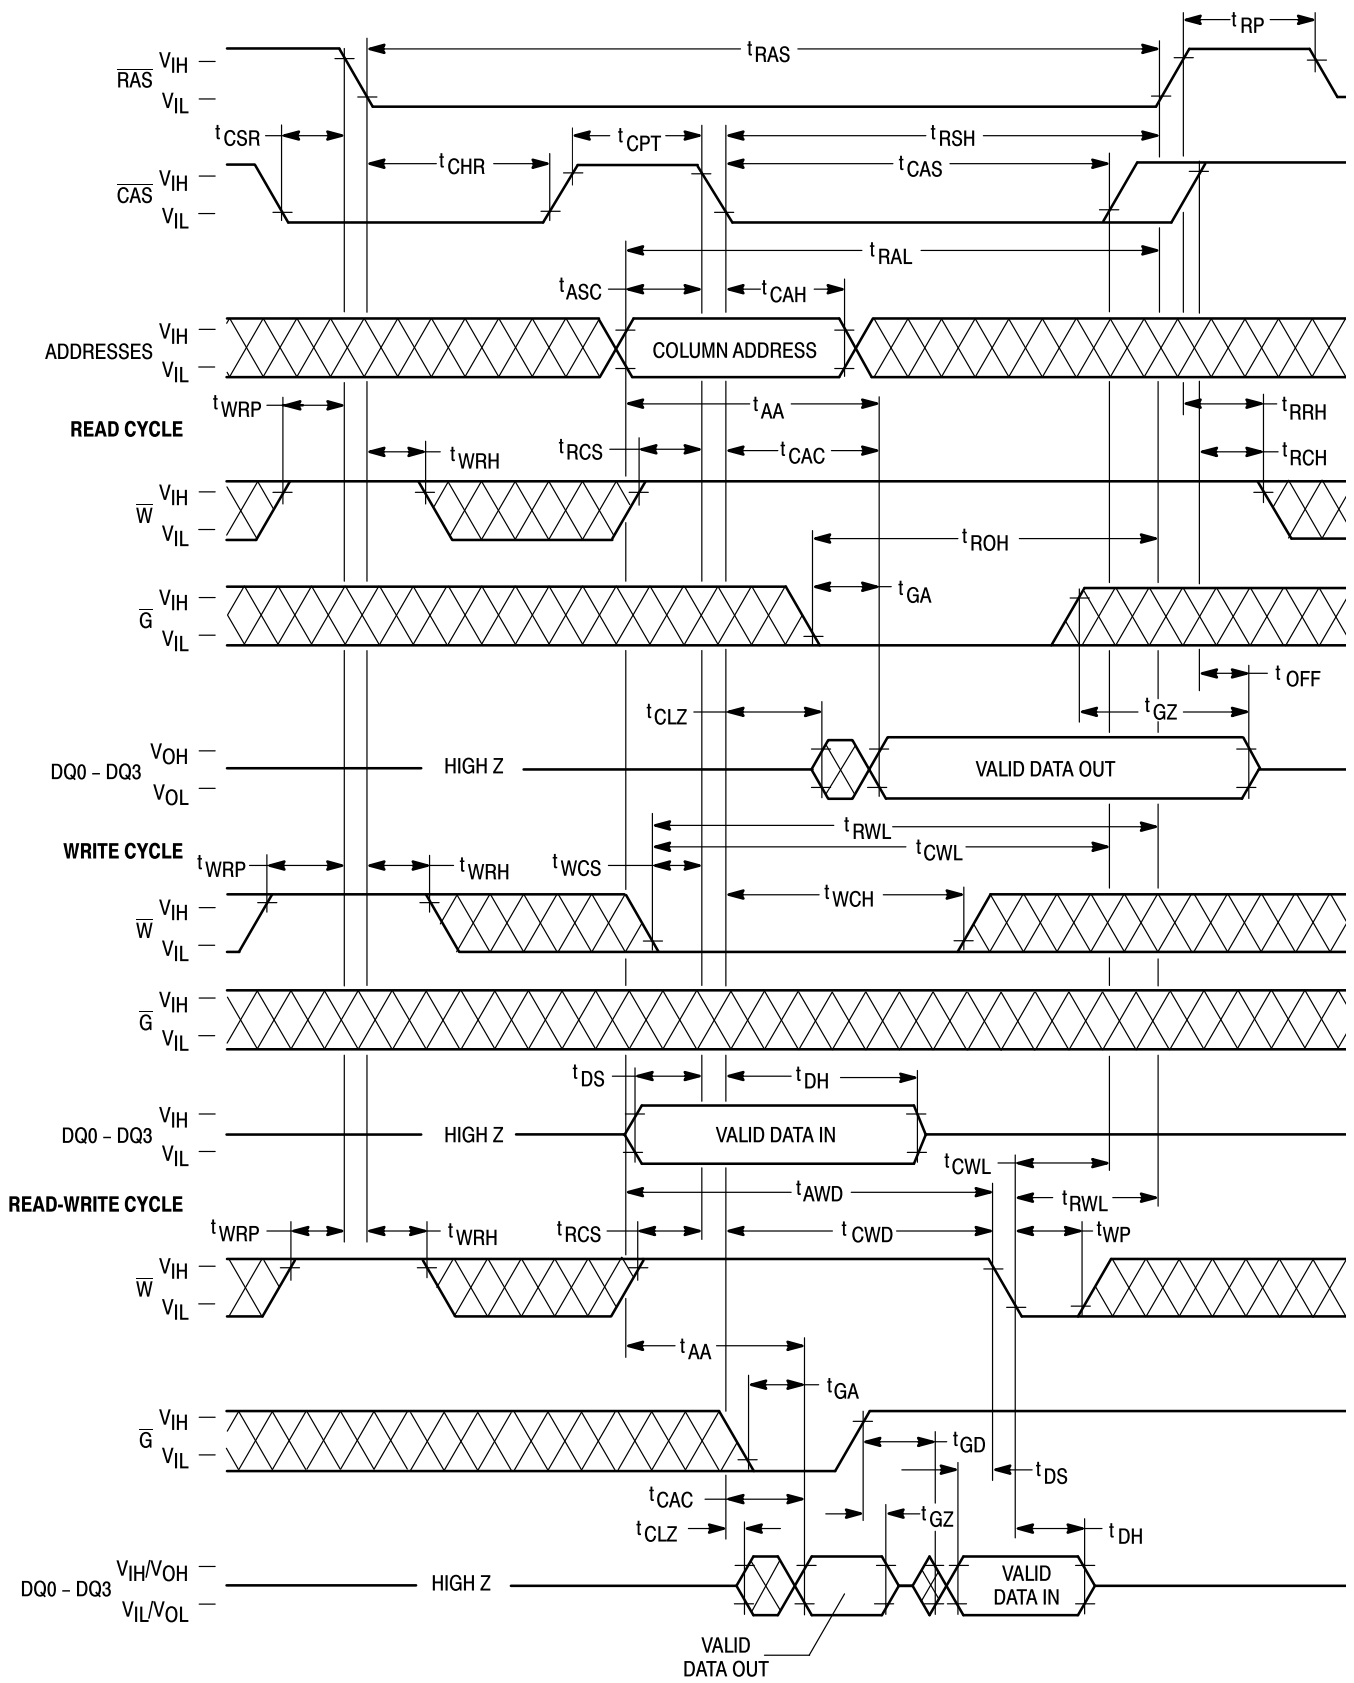 tRP
tRAS
RAS VIH
VIL
tCSR tCPT tRSH
tCHR tCAS
CAS VIH
VIL
tRAL
tASC tCAH
ADDRESSES VIH
VIL
COLUMN ADDRESS
tWRP tAA tRRH
READ CYCLE
tWRH tRCS tCAC tRCH
W VIH
VIL
tROH
tGA
G VIH
VIL
tOFF
tCLZ tGZ
DQ0 – DQ3 VOH
VOL
HIGH Z VALID DATA OUT
tRWL
WRITE CYCLE
tCWL
tWRP tWRH tWCS
tWCH
W VIH
VIL
G VIH
VIL
tDS tDH
DQ0 – DQ3 VIH
VIL
HIGH Z VALID DATA IN
tCWL
READ-WRITE CYCLE
tAWD tRWL
tWRP tWRH tRCS tCWD tWP
W VIH
VIL
tAA
tGA
G VIH
VIL
tGD
tDS
tCAC
tCLZ tGZ tDH
DQ0 – DQ3 VIH/VOH
VIL/VOL
HIGH Z
VALID
DATA IN
VALID
DATA OUT